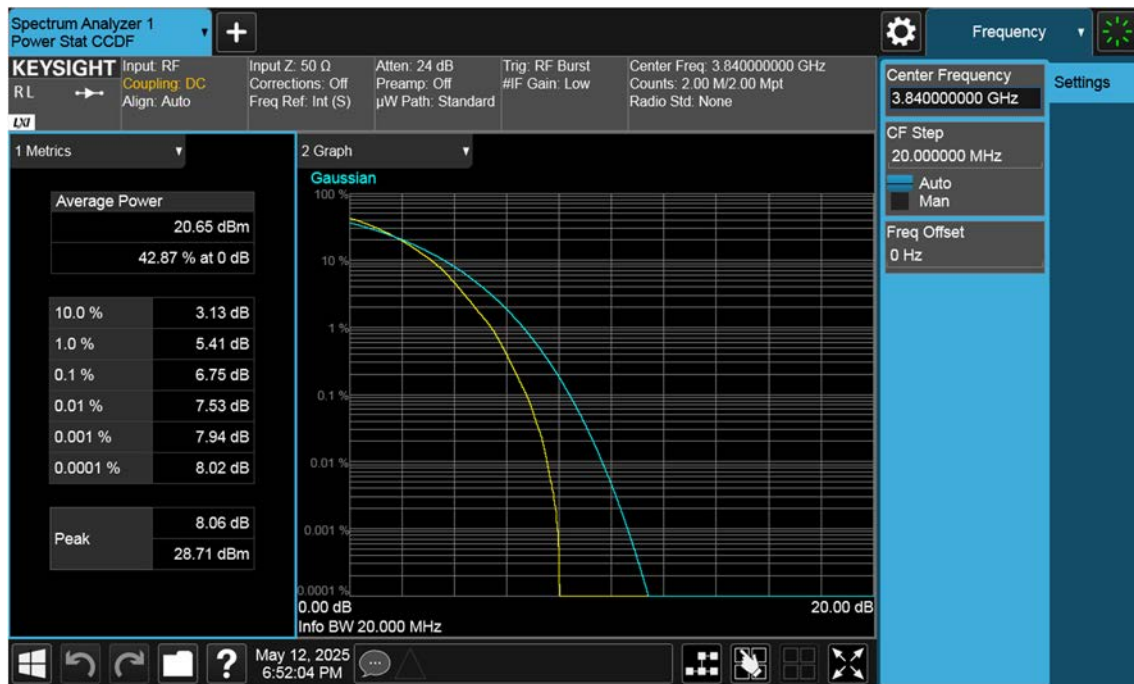 Spectrum Analyzer 1
Power Stat CCDF
Frequency
KEYSIGHT
R L
LXI
Input: RF
Coupling: DC
Align: Auto
Input Z: 50 Ω
Corrections: Off
Freq Ref: Int (S)
Atten: 24 dB
Preamp: Off
µW Path: Standard
Trig: RF Burst
#IF Gain: Low
Center Freq: 3.840000000 GHz
Counts: 2.00 M/2.00 Mpt
Radio Std: None
Center Frequency
3.840000000 GHz
Settings
CF Step
20.000000 MHz
Auto
Man
Freq Offset
0 Hz
1 Metrics
Average Power
20.65 dBm
42.87 % at 0 dB
10.0 % 3.13 dB
1.0 % 5.41 dB
0.1 % 6.75 dB
0.01 % 7.53 dB
0.001 % 7.94 dB
0.0001 % 8.02 dB
Peak
8.06 dB
28.71 dBm
2 Graph
Gaussian
100 %
10 %
1 %
0.1 %
0.01 %
0.001 %
0.0001 %
0.00 dB 20.00 dB
Info BW 20.000 MHz
?
May 12, 2025
6:52:04 PM